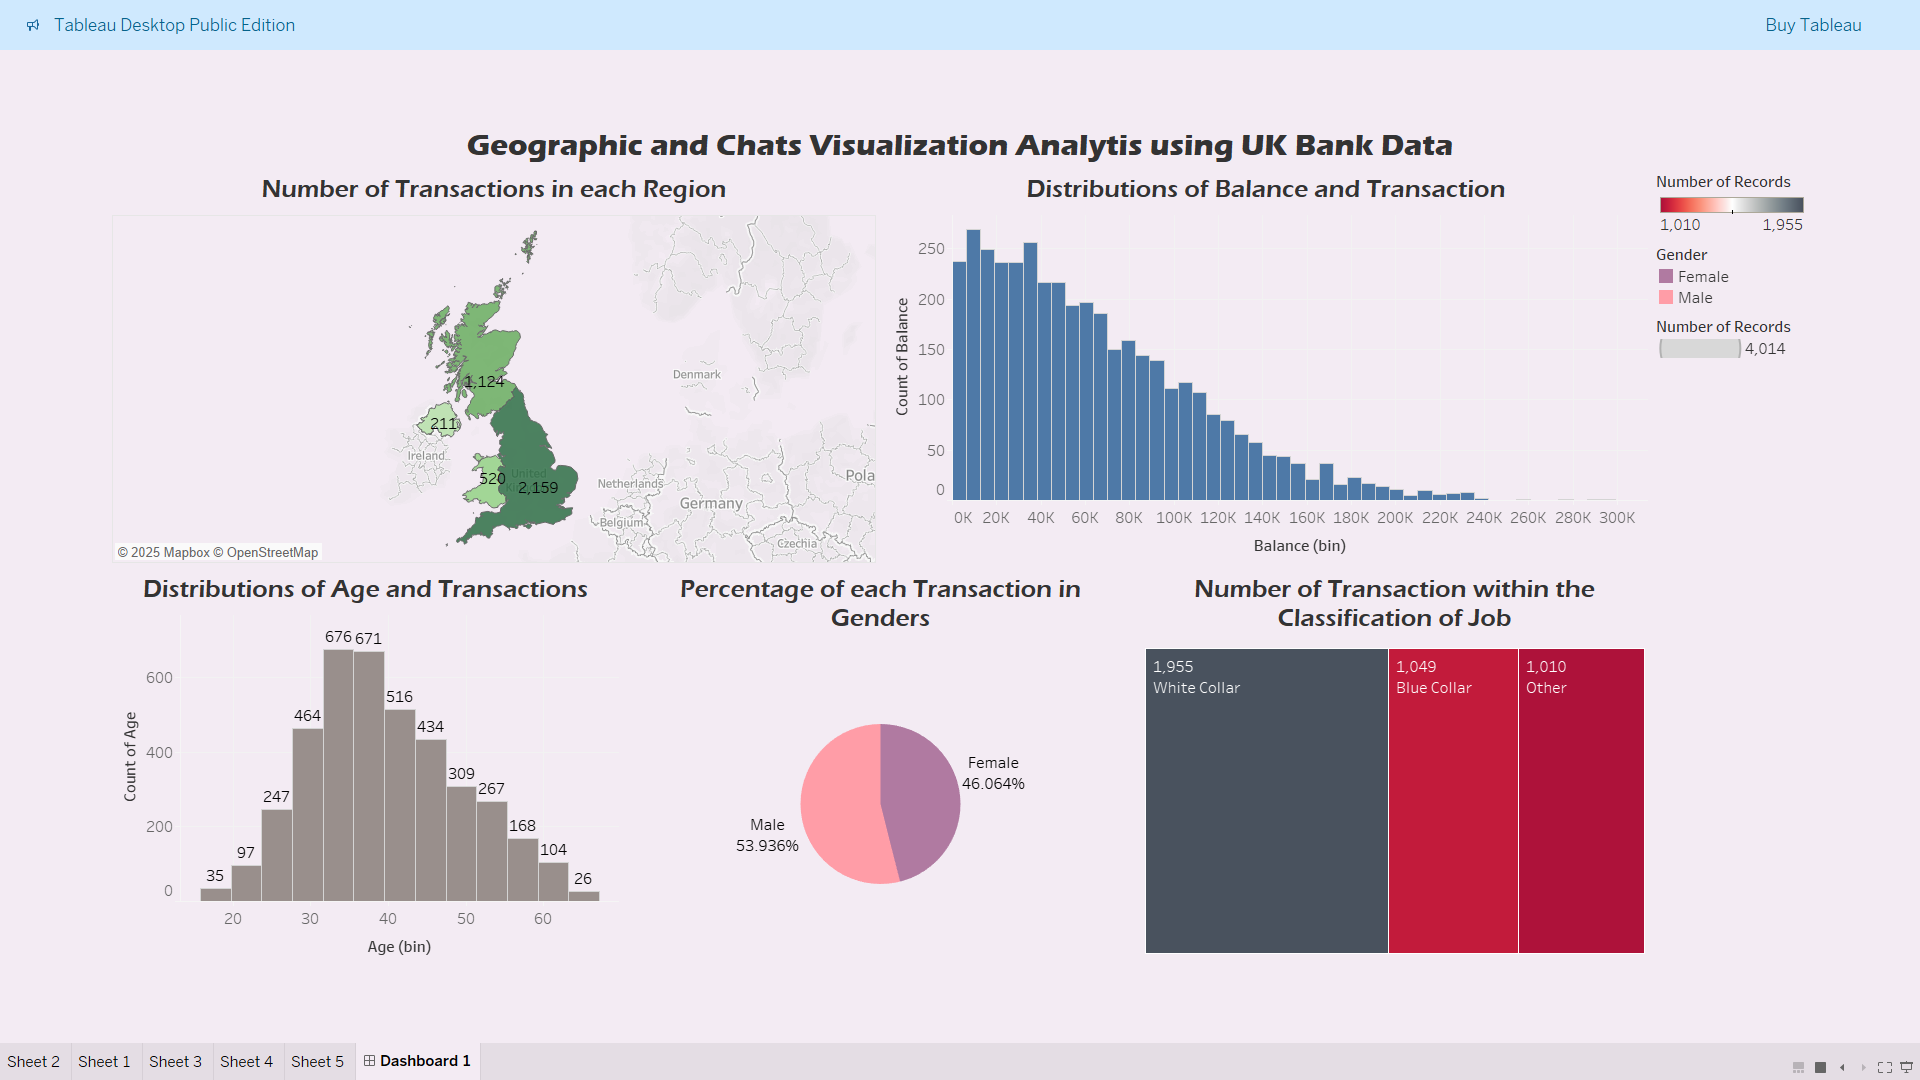 Tableau Desktop Public Edition
Buy Tableau
Geographic and Chats Visualization Analytis using UK Bank Data
Number of Transactions in each Region
1,124
211
520
2,159
United
Ireland
Denmark
Netherlands
Belgium
Germany
Pola
Czechia
© 2025 Mapbox © OpenStreetMap
Distributions of Balance and Transaction
Count of Balance
250
200
150
100
50
0
0K 20K 40K 60K 80K 100K 120K 140K 160K 180K 200K 220K 240K 260K 280K 300K
Balance (bin)
Number of Records
1,010 1,955
Gender
Female
Male
Number of Records
4,014
Distributions of Age and Transactions
Count of Age
600
400
200
0
35 97 247 464 676 671 516 434 309 267 168 104 26
20 30 40 50 60
Age (bin)
Percentage of each Transaction in
Genders
Female
46.064%
Male
53.936%
Number of Transaction within the
Classification of Job
1,955
White Collar
1,049
Blue Collar
1,010
Other
Sheet 2 Sheet 1 Sheet 3 Sheet 4 Sheet 5 Dashboard 1